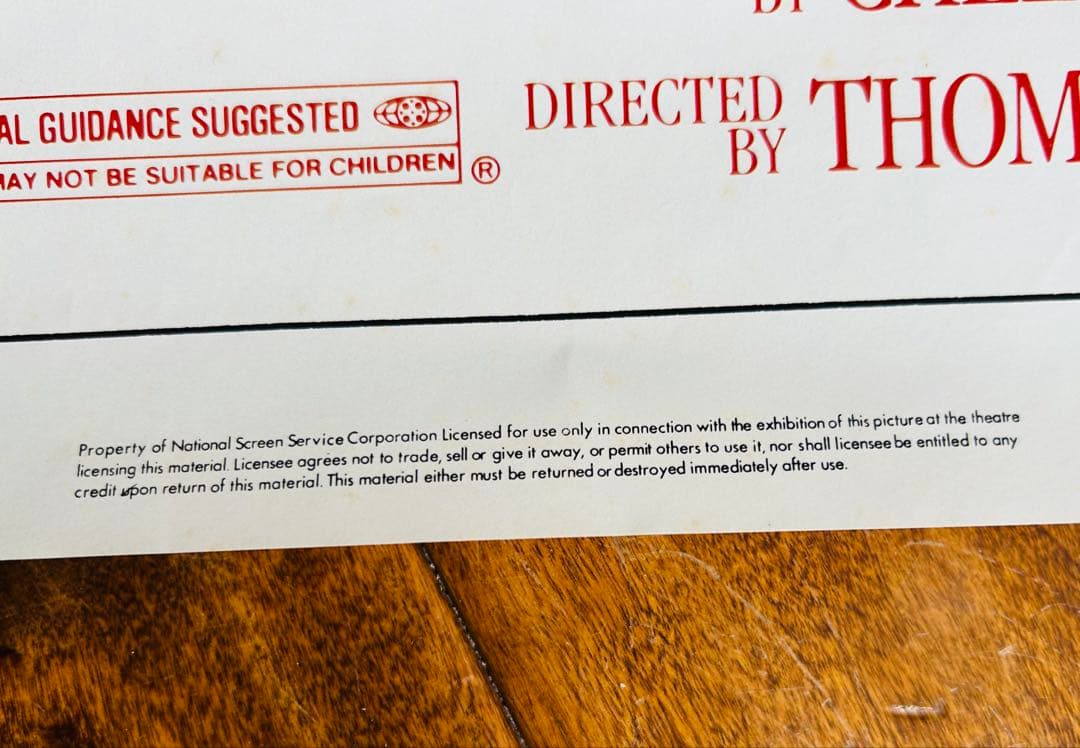 BY
AL GUIDANCE SUGGESTED
MAY NOT BE SUITABLE FOR CHILDREN ®
DIRECTED
BY THOM
Property of National Screen Service Corporation Licensed for use only in connection with the exhibition of this picture at the theatre
licensing this material. Licensee agrees not to trade, sell or give it away, or permit others to use it, nor shall licensee be entitled to any
credit upon return of this material. This material either must be returned or destroyed immediately after use.